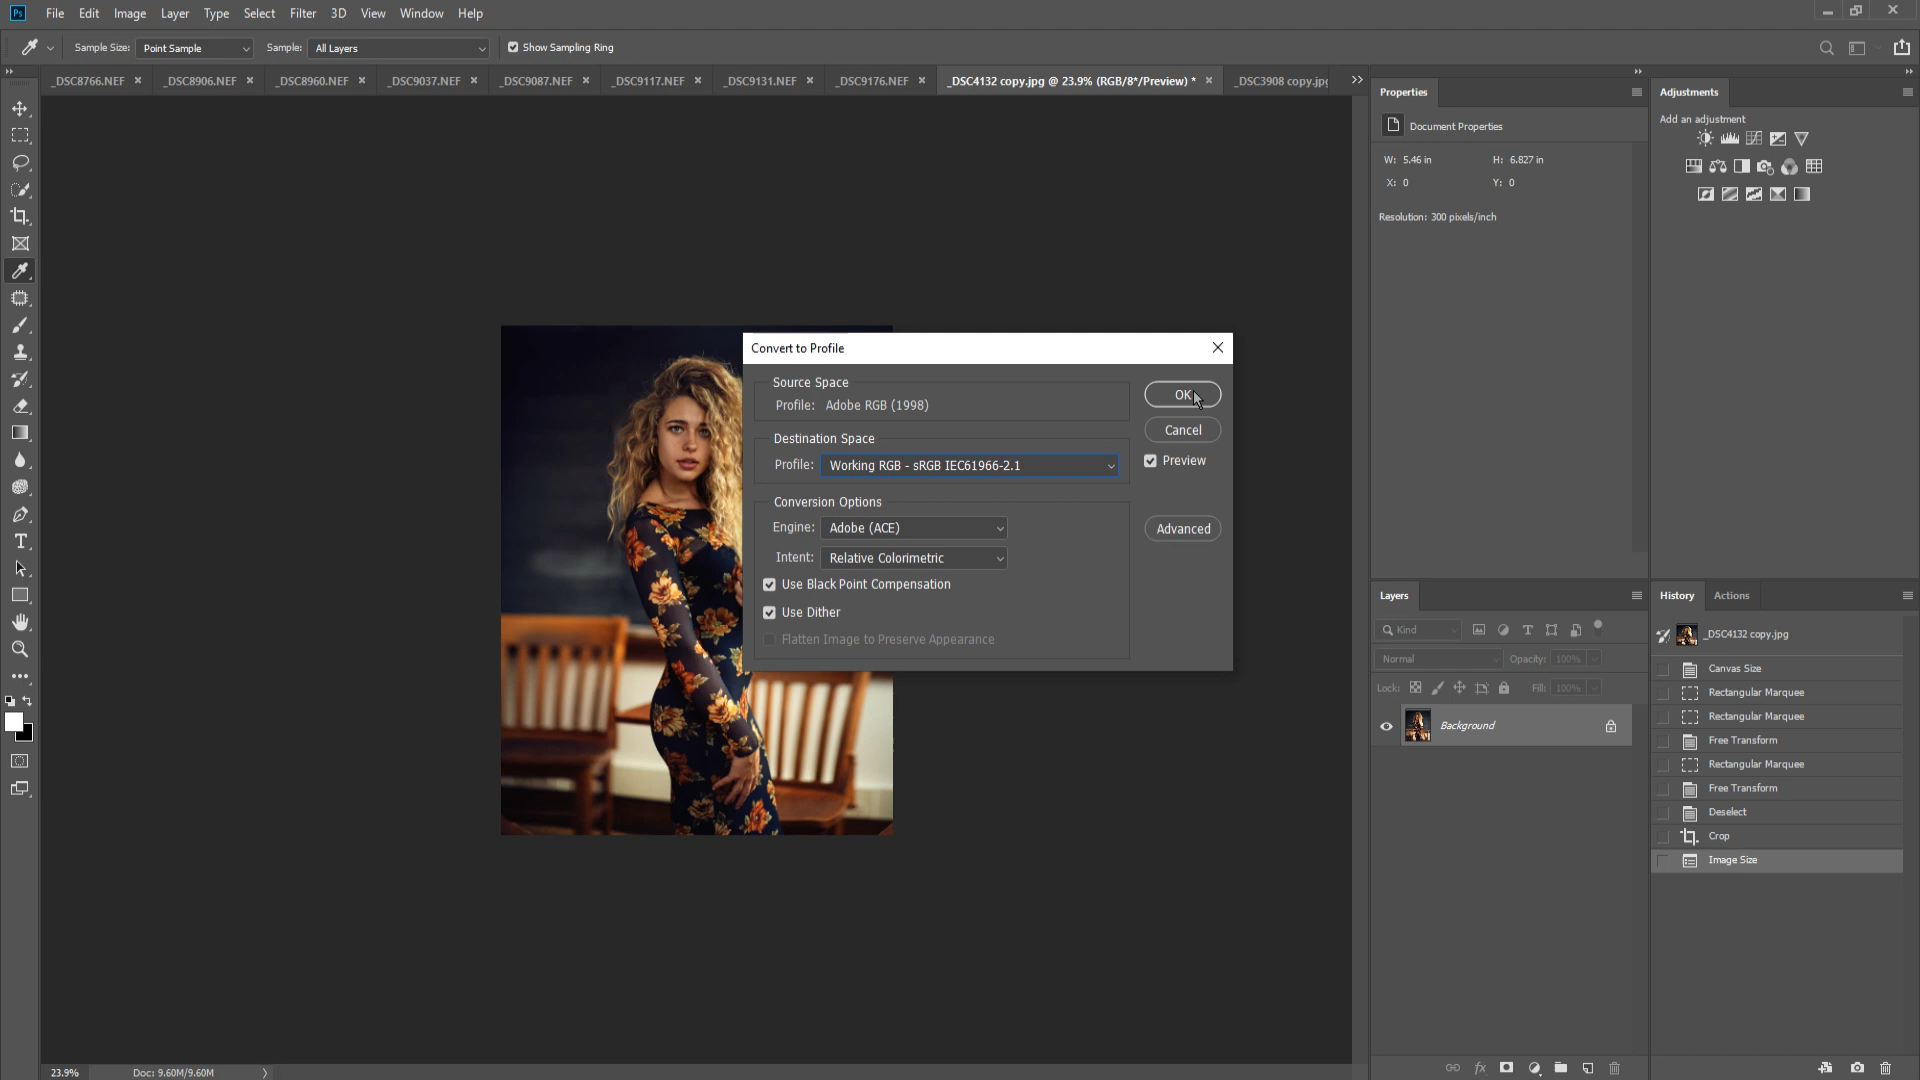 Ps File Edit Image Layer Type Select Filter 3D View Window Help
Sample Size: Point Sample Sample: All Layers Show Sampling Ring
_DSC8766.NEF _DSC8906.NEF _DSC8960.NEF _DSC9037.NEF _DSC9087.NEF _DSC9117.NEF _DSC9131.NEF _DSC9176.NEF _DSC4132 copy.jpg @ 23.9% (RGB/8*/Preview) * _DSC3908 copy.jpg
Properties
Document Properties
W: 5.46 in H: 6.827 in
X: 0 Y: 0
Resolution: 300 pixels/inch
Adjustments
Add an adjustment
Convert to Profile
Source Space
Profile: Adobe RGB (1998)
Destination Space
Profile: Working RGB - sRGB IEC61966-2.1
Conversion Options
Engine: Adobe (ACE)
Intent: Relative Colorimetric
Use Black Point Compensation
Use Dither
Flatten Image to Preserve Appearance
OK
Cancel
Preview
Advanced
Layers
Kind
Normal Opacity: 100%
Lock: Fill: 100%
Background
fx
History Actions
_DSC4132 copy.jpg
Canvas Size
Rectangular Marquee
Rectangular Marquee
Free Transform
Rectangular Marquee
Free Transform
Deselect
Crop
Image Size
23.9% Doc: 9.60M/9.60M